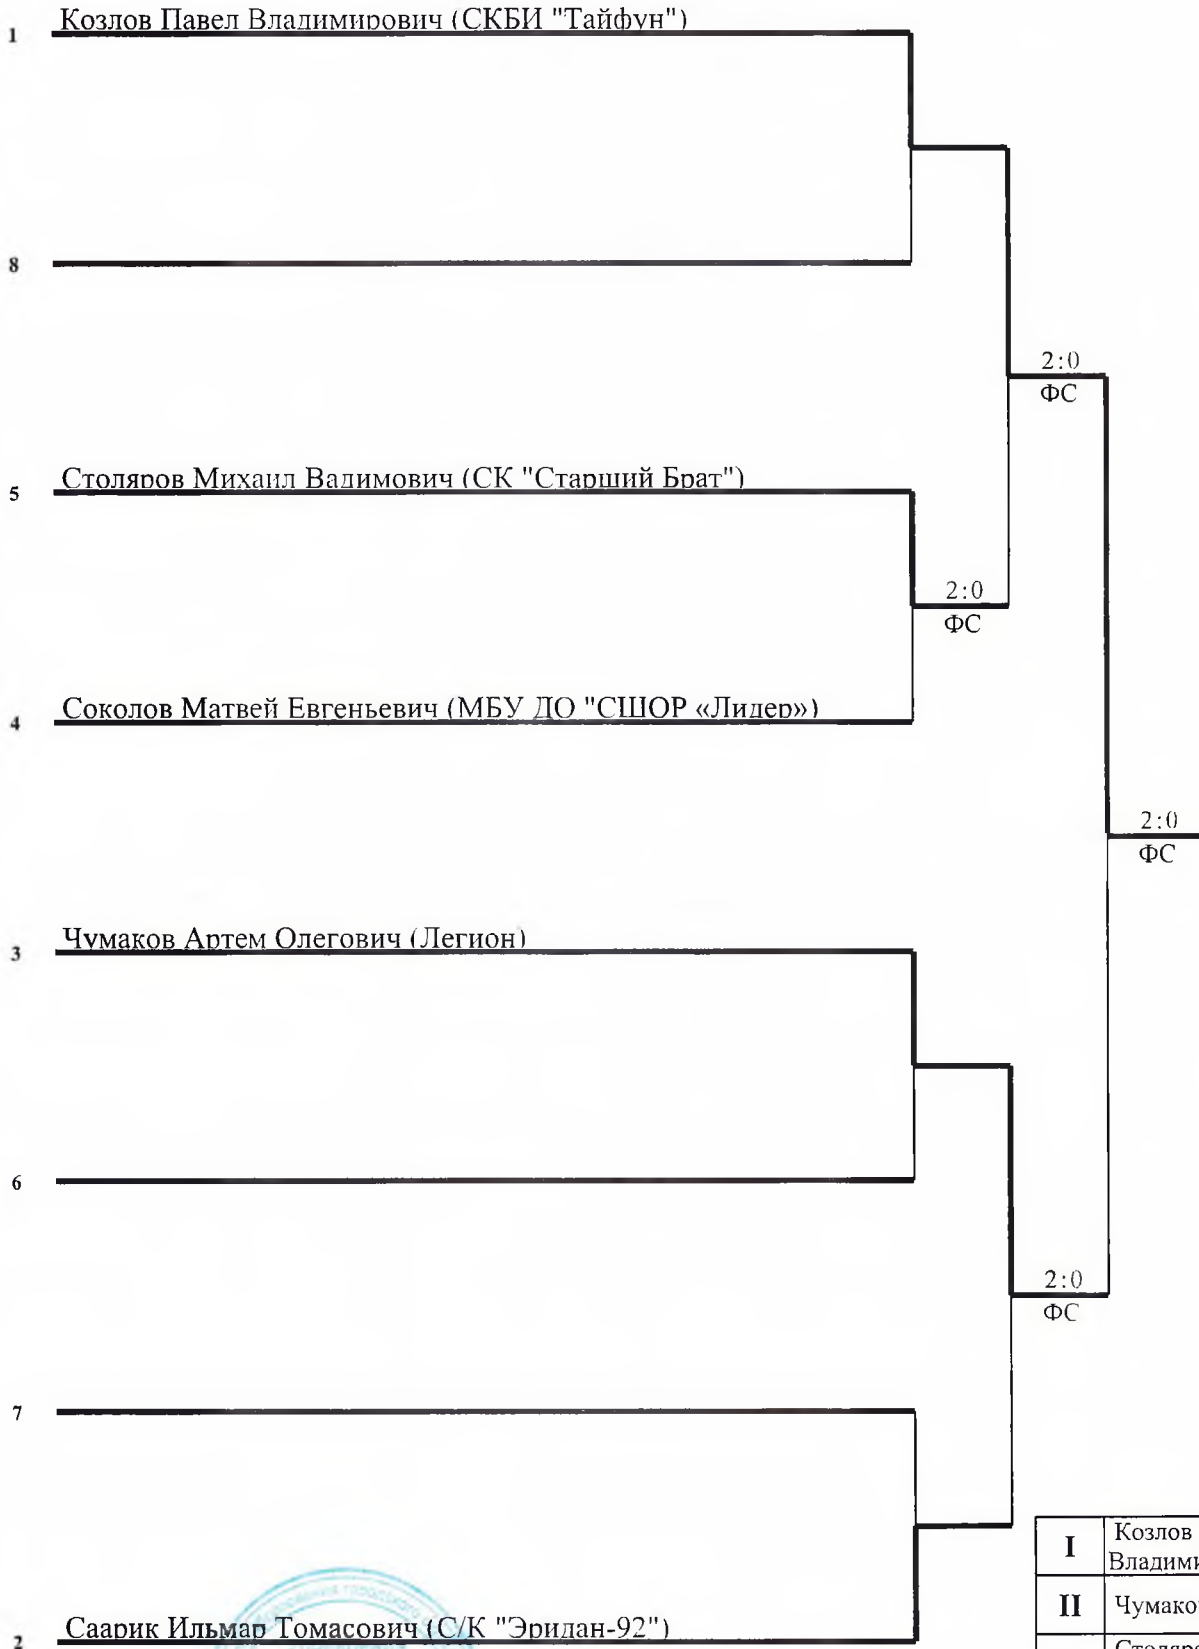 1 Козлов Павел Владимирович (СКБИ "Тайфун")
8
2:0
ФС
5 Столяров Михаил Вадимович (СК "Старший Брат")
2:0
ФС
4 Соколов Матвей Евгеньевич (МБУ ДО "СШОР «Лидер»)
2:0
ФС
3 Чумаков Артем Олегович (Легион)
6
2:0
ФС
7
I Козлов
Владими
II Чумако
2 Саарик Ильмар Томасович (С/К "Эридан-92")